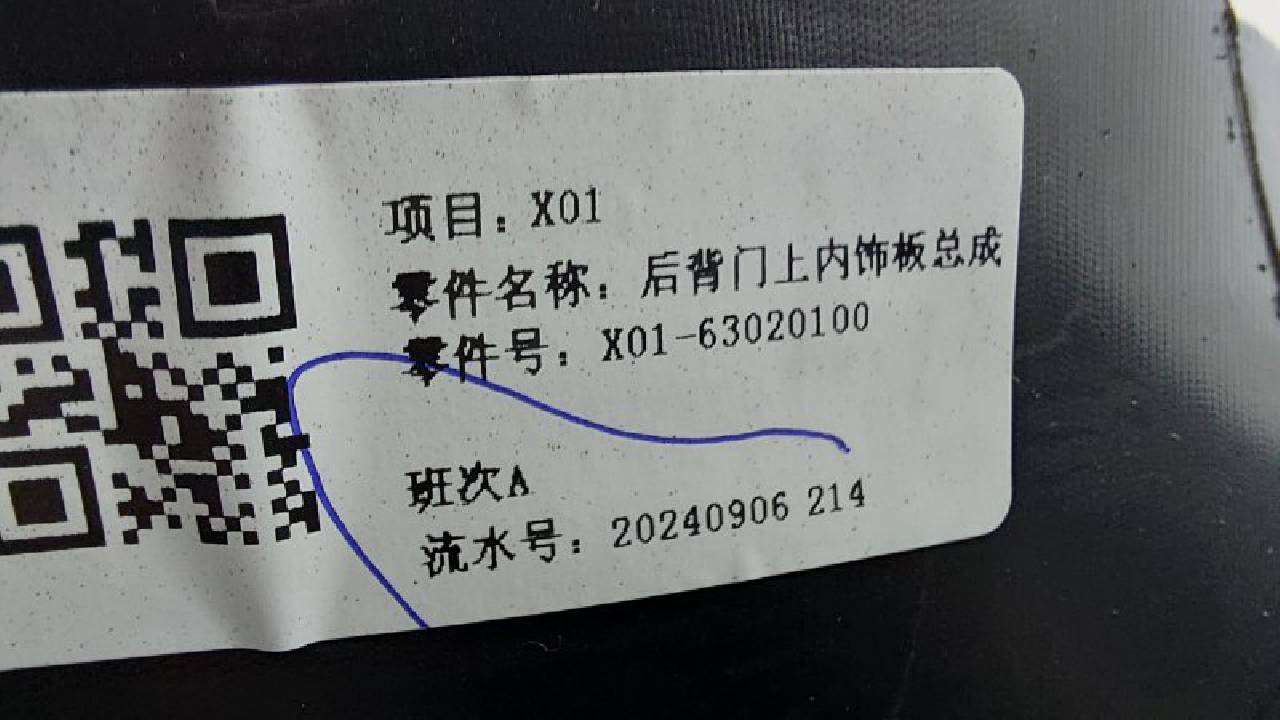 项目：X01
零件名称：后背门上内饰板总成
零件号：X01-63020100
班次A
流水号：20240906 214